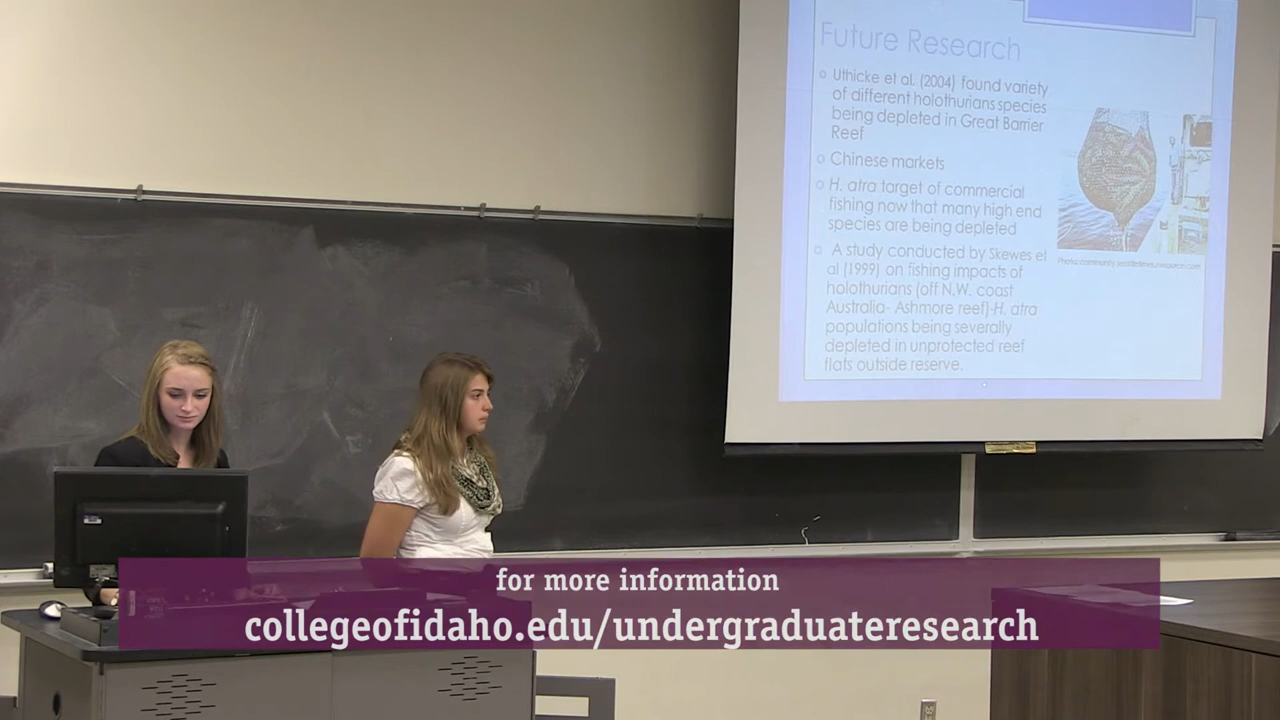 Future Research
Uthicke et al. (2004) found variety
of different holothurians species
being depleted in Great Barrier
Reef
Chinese markets
H. atra target of commercial
fishing now that many high end
species are being depleted
A study conducted by Skewes et
al (1999) on fishing impacts of
holothurians (off N.W. coast
Australia- Ashmore reef)-H. atra
populations being severally
depleted in unprotected reef
flats outside reserve.
for more information
collegeofidaho.edu/undergraduateresearch